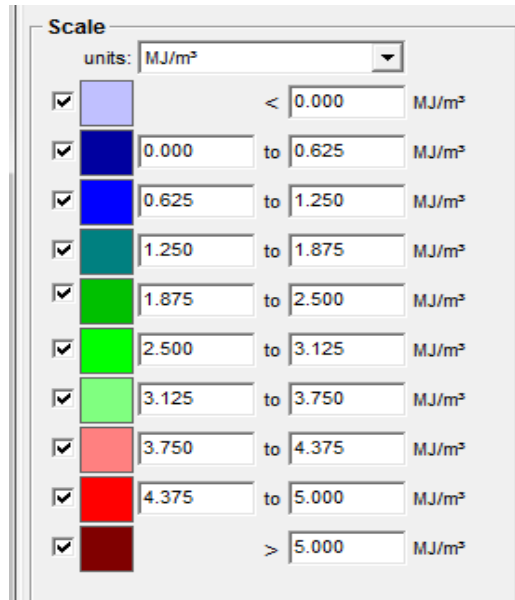 Scale
units: MJ/m³
< 0.000 MJ/m³
0.000 to 0.625 MJ/m³
0.625 to 1.250 MJ/m³
1.250 to 1.875 MJ/m³
1.875 to 2.500 MJ/m³
2.500 to 3.125 MJ/m³
3.125 to 3.750 MJ/m³
3.750 to 4.375 MJ/m³
4.375 to 5.000 MJ/m³
> 5.000 MJ/m³